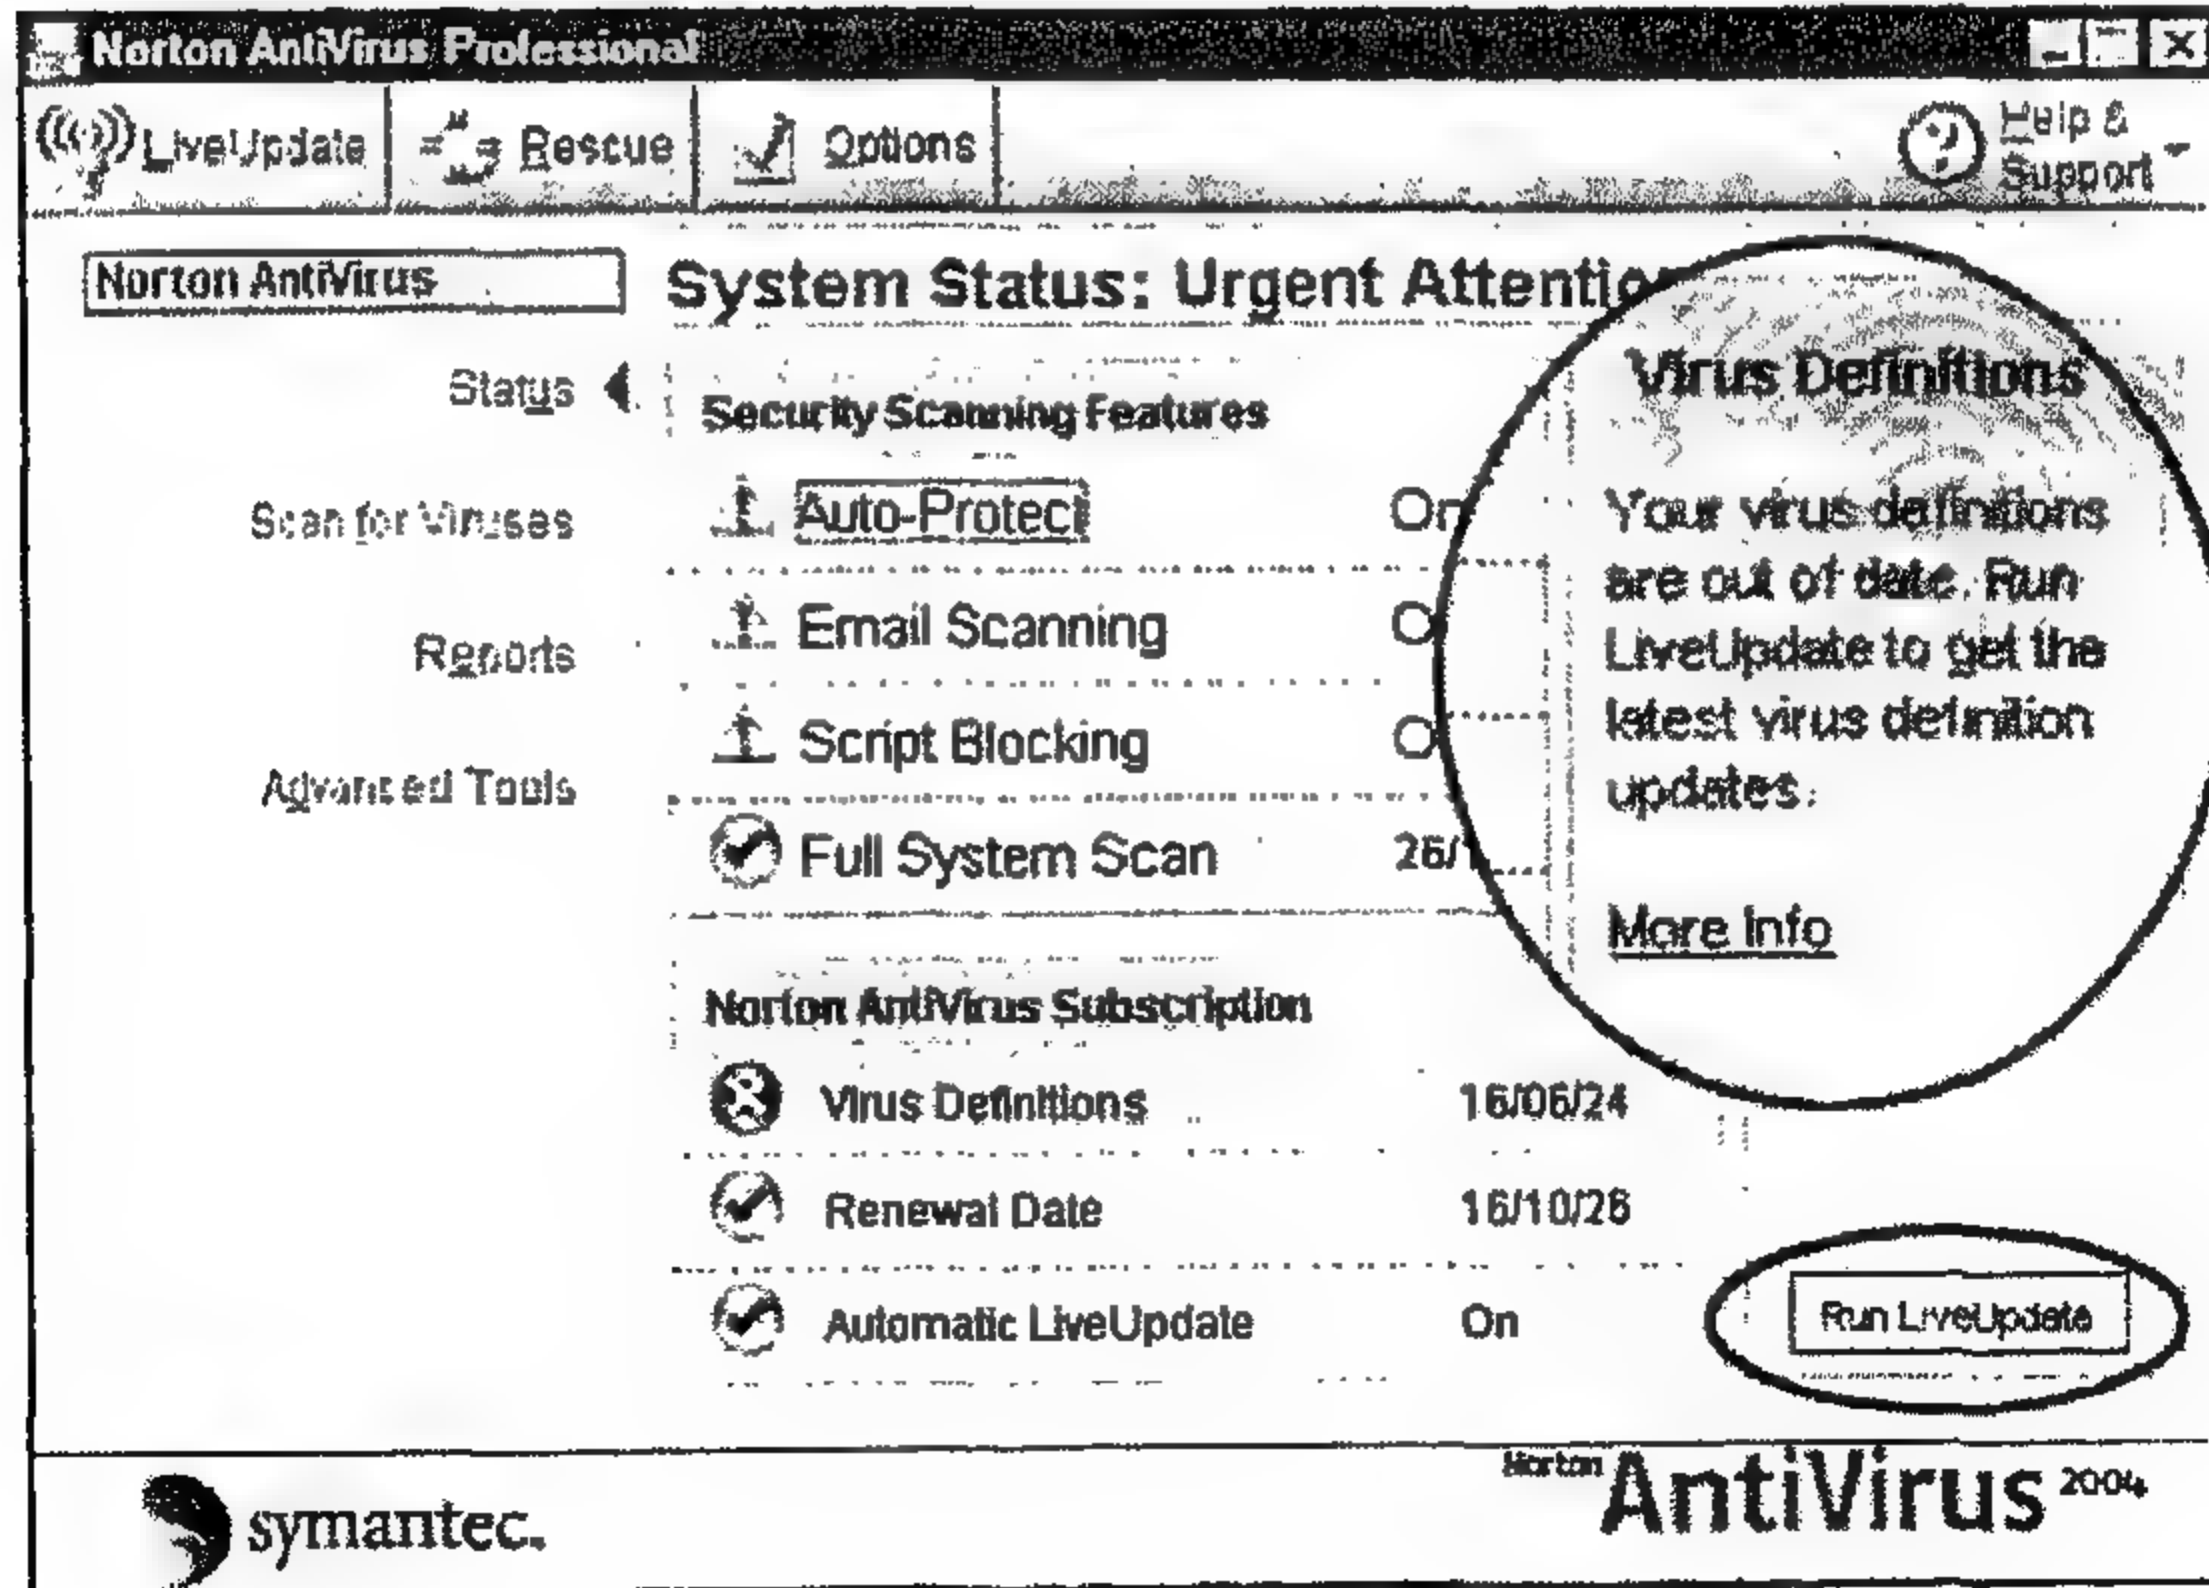 Norton AntiVirus Professional
LiveUpdate Rescue Options Help &
Support
Norton AntiVirus
System Status: Urgent Attentio
Status
Security Scanning Features
Scan for Viruses
Auto-Protect On
Reports
Email Scanning O
Script Blocking O
Advanced Tools
Full System Scan 26/1
Norton AntiVirus Subscription
Virus Definitions 16/06/24
Renewal Date 16/10/26
Automatic LiveUpdate On
Virus Definitions
Your virus definitions
are out of date. Run
LiveUpdate to get the
latest virus definition
updates.
More Info
Run LiveUpdate
symantec.
Norton AntiVirus 2004